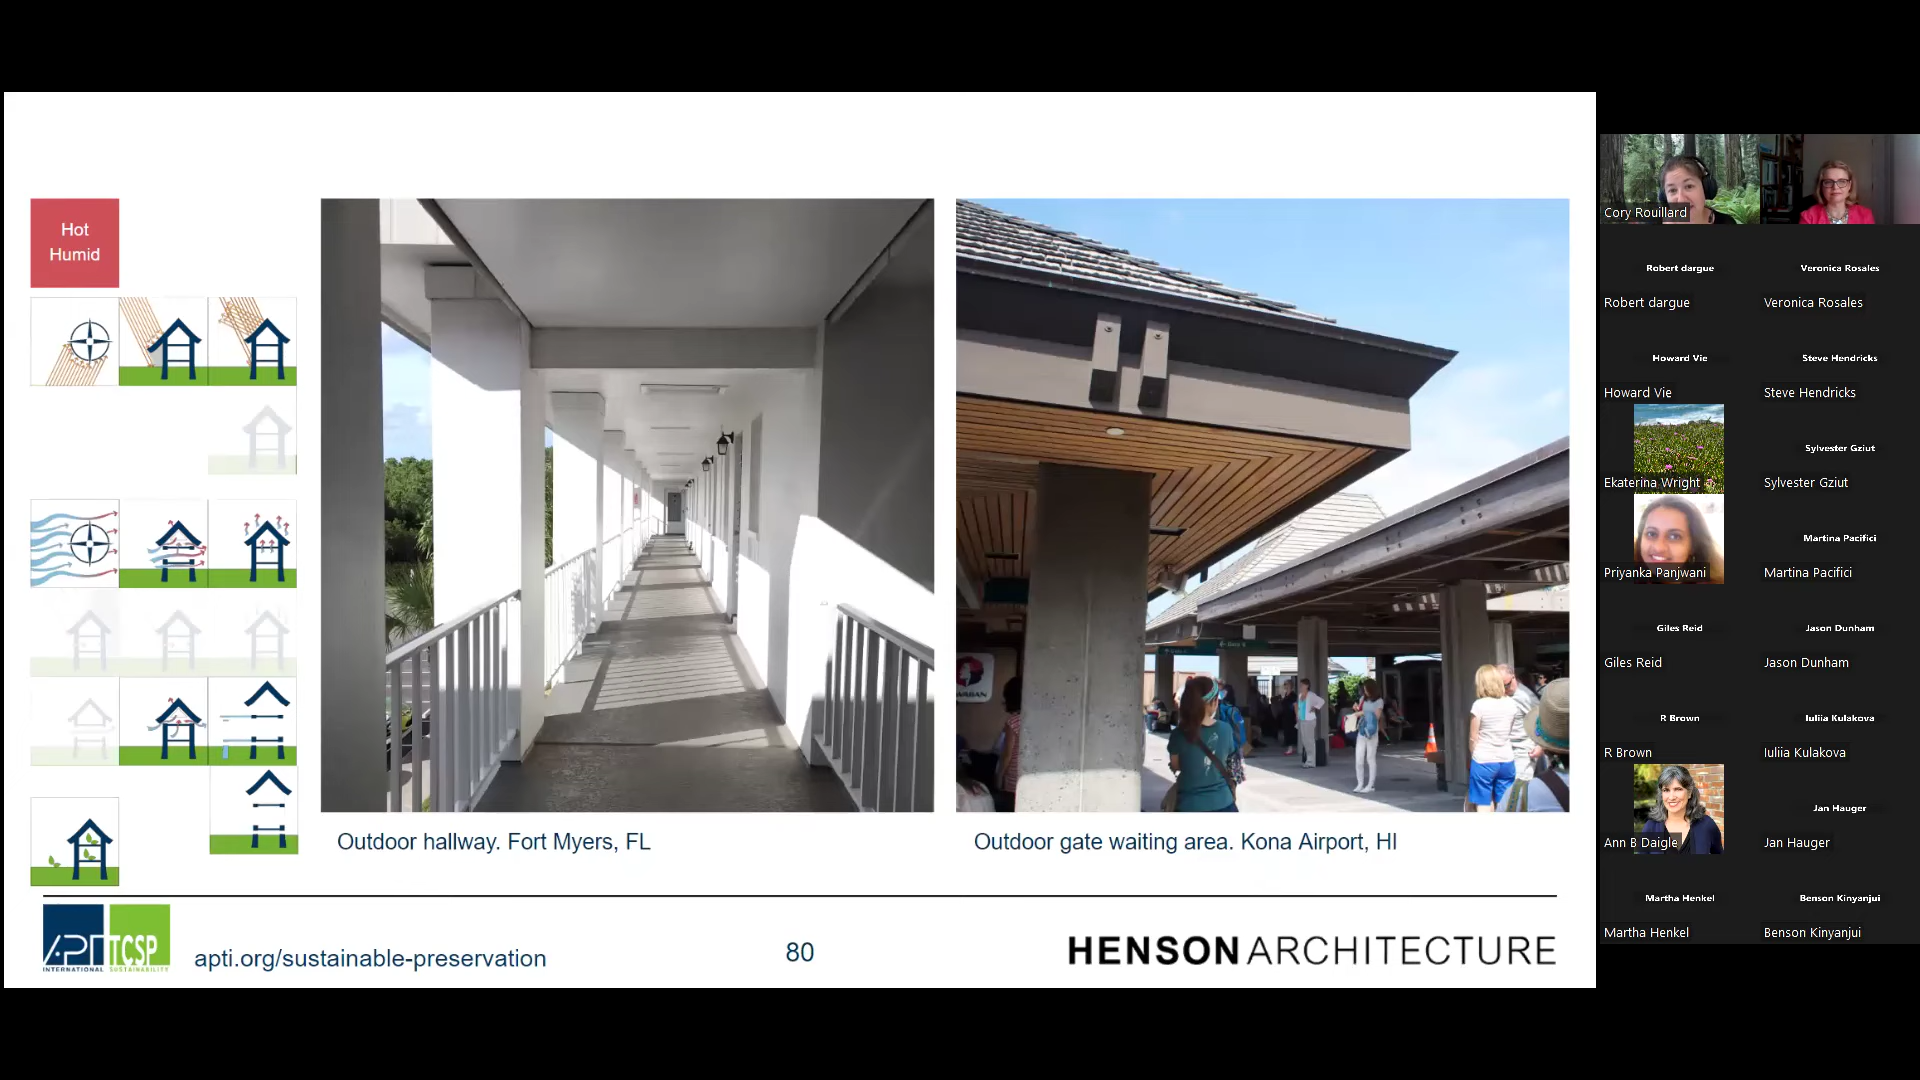 Hot
Humid
Outdoor hallway. Fort Myers, FL
Outdoor gate waiting area. Kona Airport, HI
APTI TCSP
INTERNATIONAL SUSTAINABILITY
apti.org/sustainable-preservation
80
HENSON ARCHITECTURE
Cory Rouillard
Robert dargue
Robert dargue
Veronica Rosales
Veronica Rosales
Howard Vie
Howard Vie
Steve Hendricks
Steve Hendricks
Ekaterina Wright
Sylvester Gziut
Sylvester Gziut
Priyanka Panjwani
Martina Pacifici
Martina Pacifici
Giles Reid
Giles Reid
Jason Dunham
Jason Dunham
R Brown
R Brown
Iuliia Kulakova
Iuliia Kulakova
Ann B Daigle
Jan Hauger
Jan Hauger
Martha Henkel
Martha Henkel
Benson Kinyanjui
Benson Kinyanjui